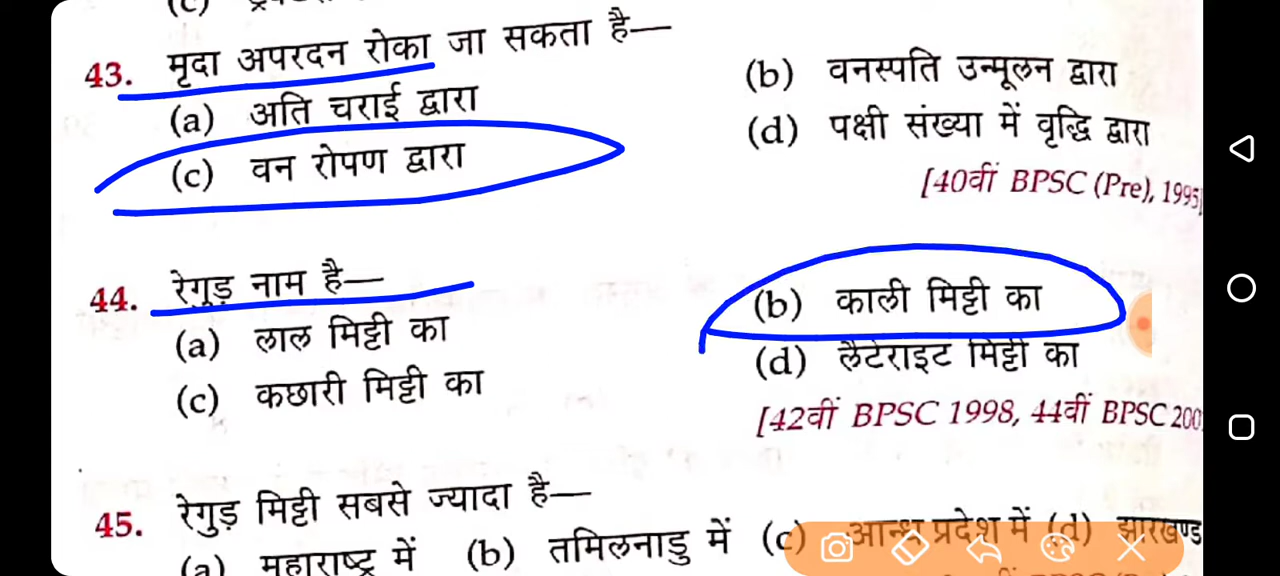 (c)
43. मृदा अपरदन रोका जा सकता है—
(a) अति चराई द्वारा (b) वनस्पति उन्मूलन द्वारा
(c) वन रोपण द्वारा (d) पक्षी संख्या में वृद्धि द्वारा
[40वीं BPSC (Pre), 1995]
44. रेगूड़ नाम है—
(a) लाल मिट्टी का (b) काली मिट्टी का
(c) कछारी मिट्टी का (d) लैटेराइट मिट्टी का
[42वीं BPSC 1998, 44वीं BPSC 200
45. रेगुड़ मिट्टी सबसे ज्यादा है—
(a) महाराष्ट्र में (b) तमिलनाडु में (c) आन्ध्र प्रदेश में (d) झारखण्ड